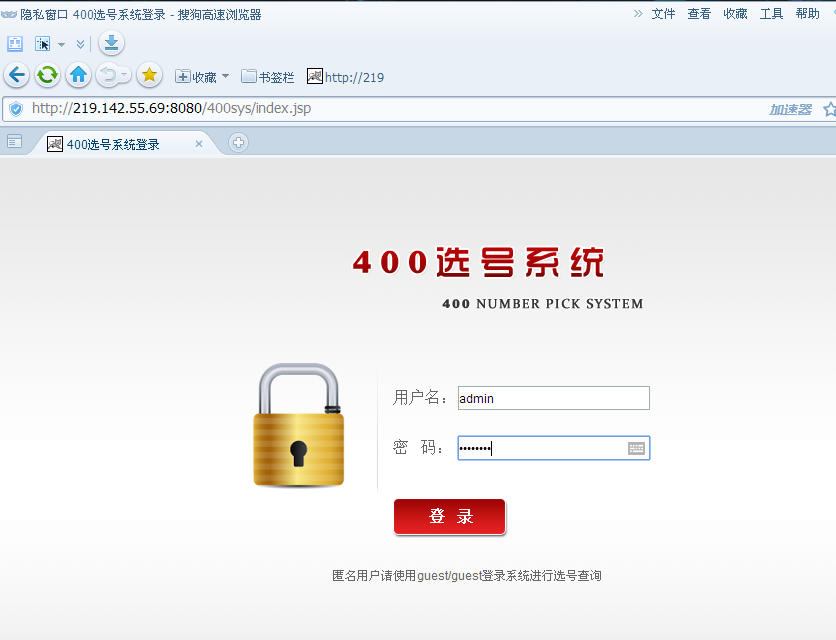 隐私窗口 400选号系统登录 - 搜狗高速浏览器 文件 查看 收藏 工具 帮助
收藏 书签栏 http://219
http://219.142.55.69:8080/400sys/index.jsp 加速器
400选号系统登录
400选号系统
400 NUMBER PICK SYSTEM
用户名: admin
密 码: ••••••••
登 录
匿名用户请使用guest/guest登录系统进行选号查询